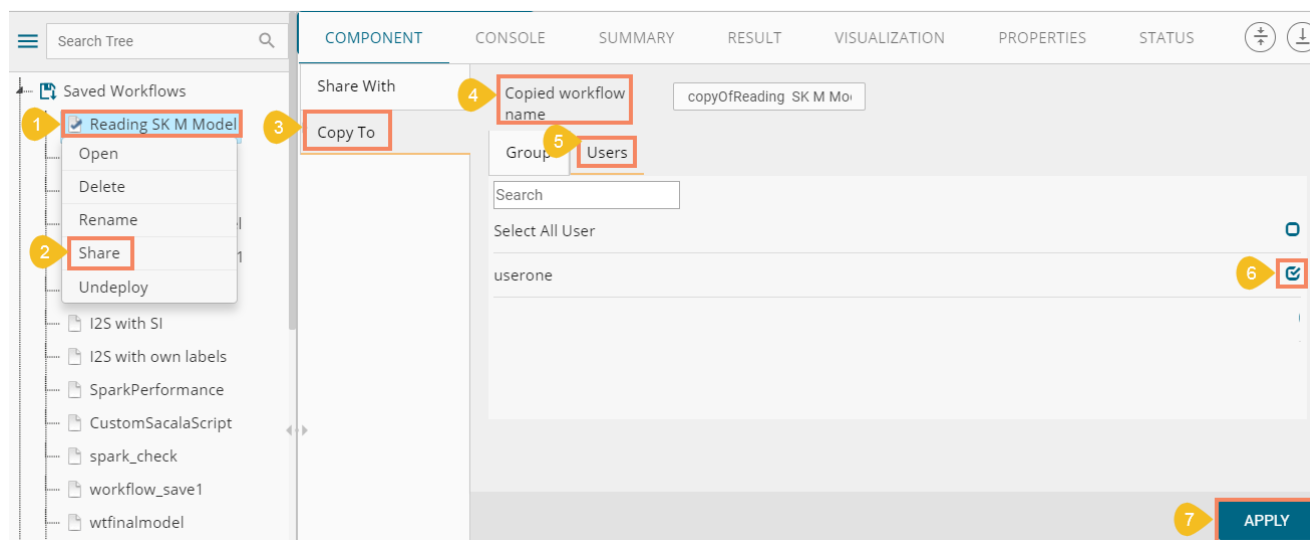 Search Tree
COMPONENT CONSOLE SUMMARY RESULT VISUALIZATION PROPERTIES STATUS
Saved Workflows
1 Reading SK M Model
Open
Delete
Rename
2 Share
Undeploy
I2S with SI
I2S with own labels
SparkPerformance
CustomSacalaScript
spark_check
workflow_save1
wtfinalmodel
Share With
3 Copy To
4 Copied workflow
name
copyOfReading SK M Mo
5
Group Users
Search
Select All User
userone 6
7 APPLY